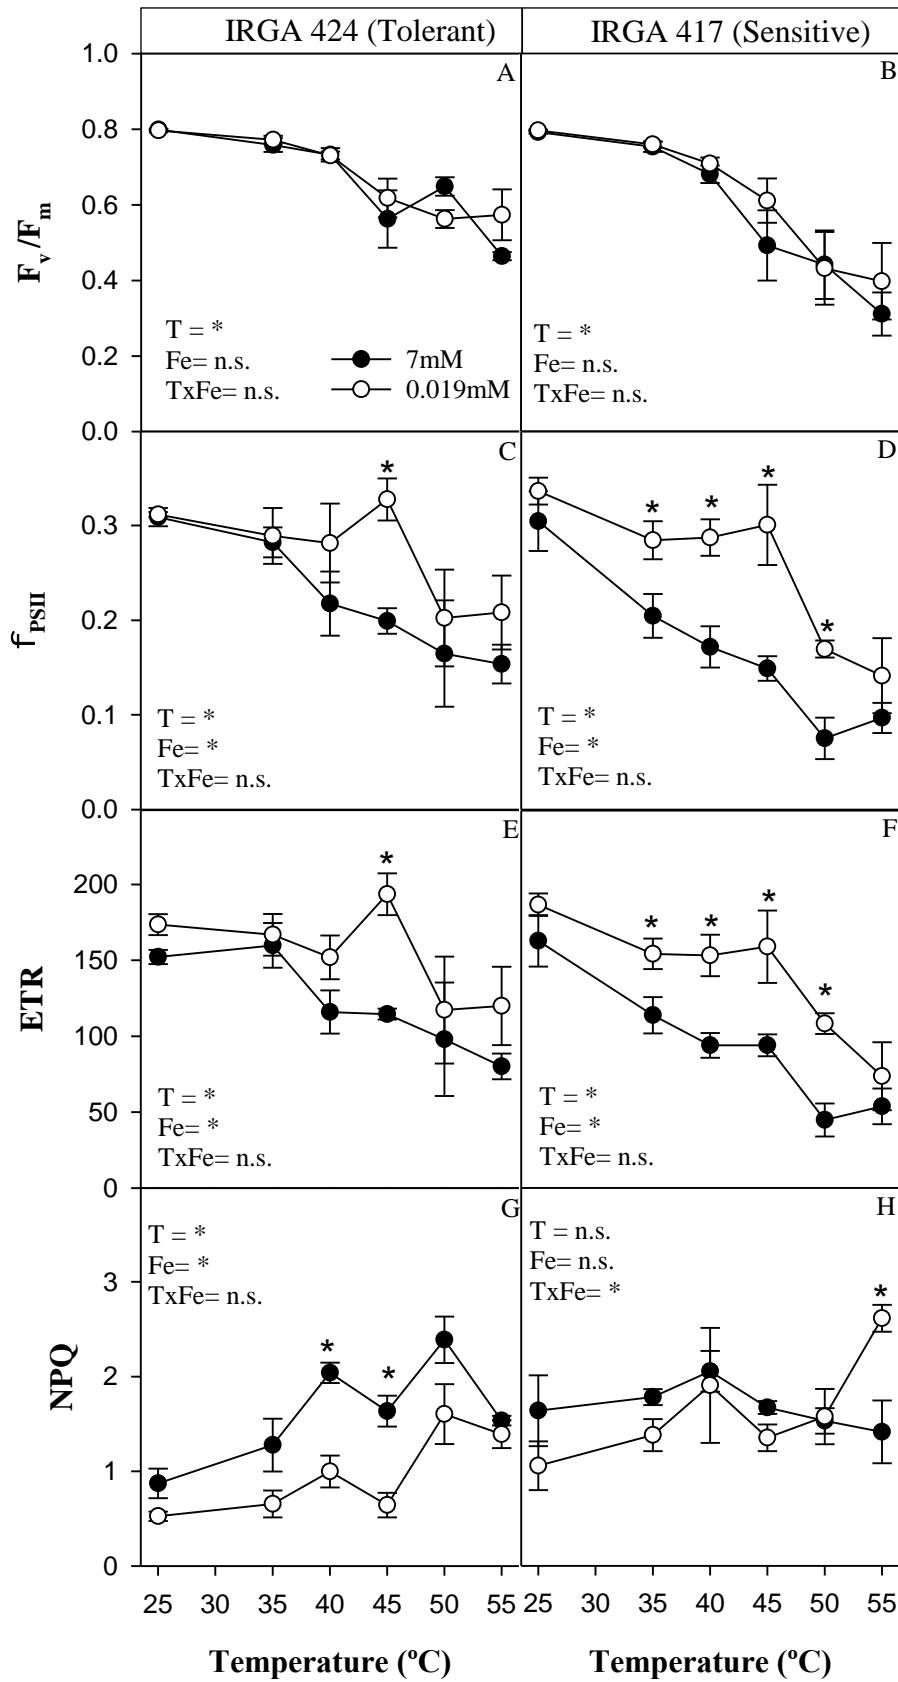 IRGA 424 (Tolerant) IRGA 417 (Sensitive)
1.0
0.8
0.6
0.4
0.2
0.0
Fv/Fm
A
T = *
Fe= n.s.
TxFe= n.s.
7mM
0.019mM
B
T = *
Fe= n.s.
TxFe= n.s.
0.3
0.2
0.1
0.0
fPSII
C
*
T = *
Fe= *
TxFe= n.s.
D
* * * *
T = *
Fe= *
TxFe= n.s.
200
150
100
50
0
ETR
E
*
T = *
Fe= *
TxFe= n.s.
F
* * * *
T = *
Fe= *
TxFe= n.s.
3
2
1
0
NPQ
G
T = *
Fe= *
TxFe= n.s.
* *
H
T = n.s.
Fe= n.s.
TxFe= *
*
25 30 35 40 45 50 55 25 30 35 40 45 50 55
Temperature (ºC) Temperature (ºC)